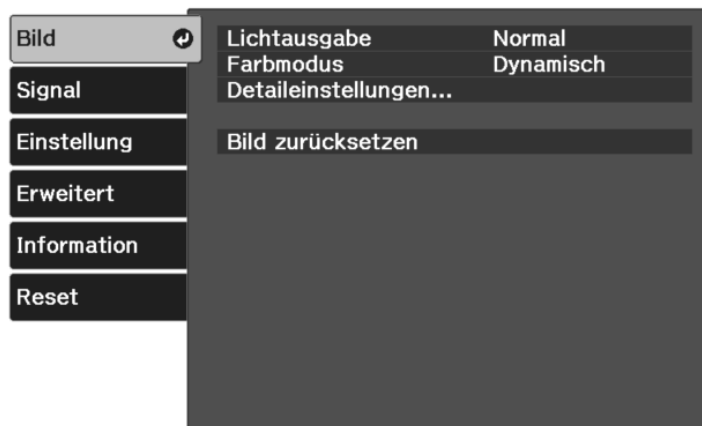 Bild
Signal
Einstellung
Erweitert
Information
Reset
Lichtausgabe Normal
Farbmodus Dynamisch
Detaileinstellungen...
Bild zurücksetzen